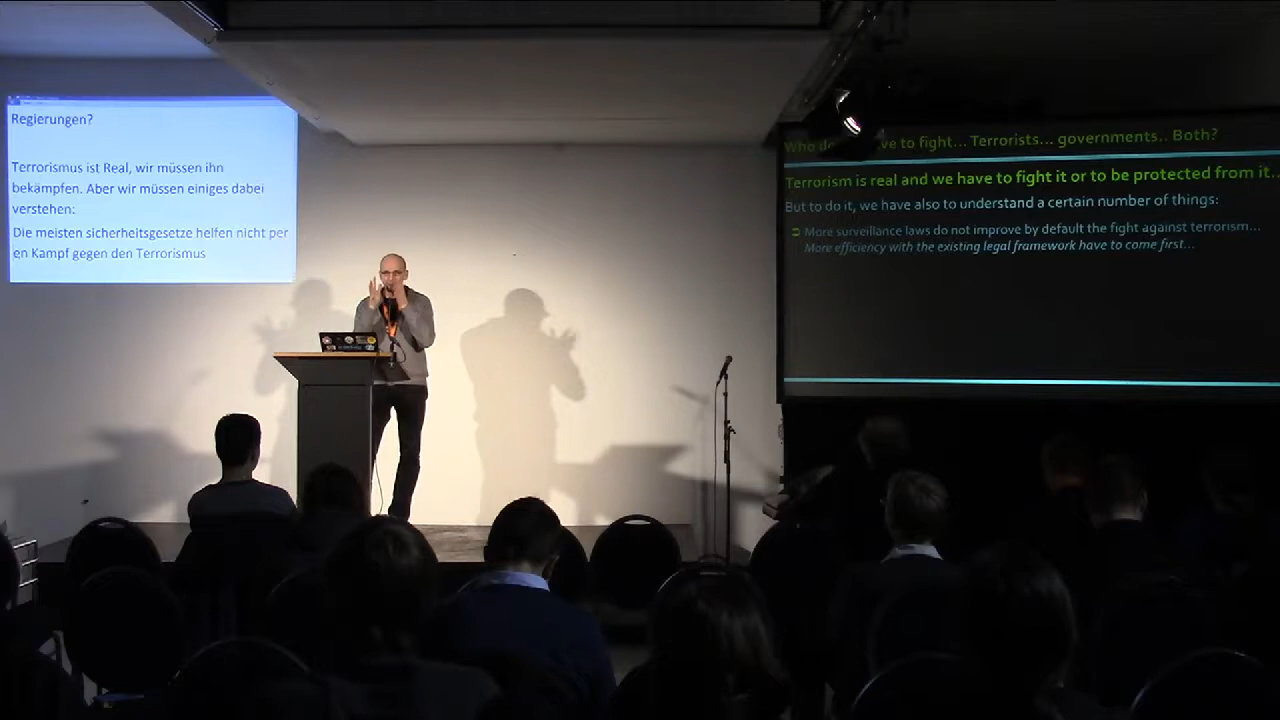 Regierungen?
Terrorismus ist Real, wir müssen ihn
bekämpfen. Aber wir müssen einiges dabei
verstehen:
Die meisten sicherheitsgesetze helfen nicht per
en Kampf gegen den Terrorismus
Who do ve to fight... Terrorists... governments.. Both?
Terrorism is real and we have to fight it or to be protected from it...
But to do it, we have also to understand a certain number of things:
More surveillance laws do not improve by default the fight against terrorism...
More efficiency with the existing legal framework have to come first...